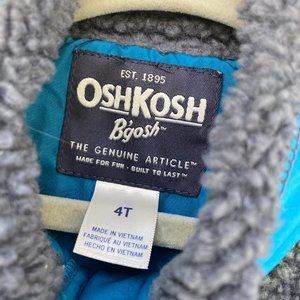 EST. 1895
OSHKOSH
B'gosh™
THE GENUINE ARTICLE™
MADE FOR FUN · BUILT TO LAST™
4T
MADE IN VIETNAM
FABRIQUÉ AU VIETNAM
HECHO EN VIETNAM